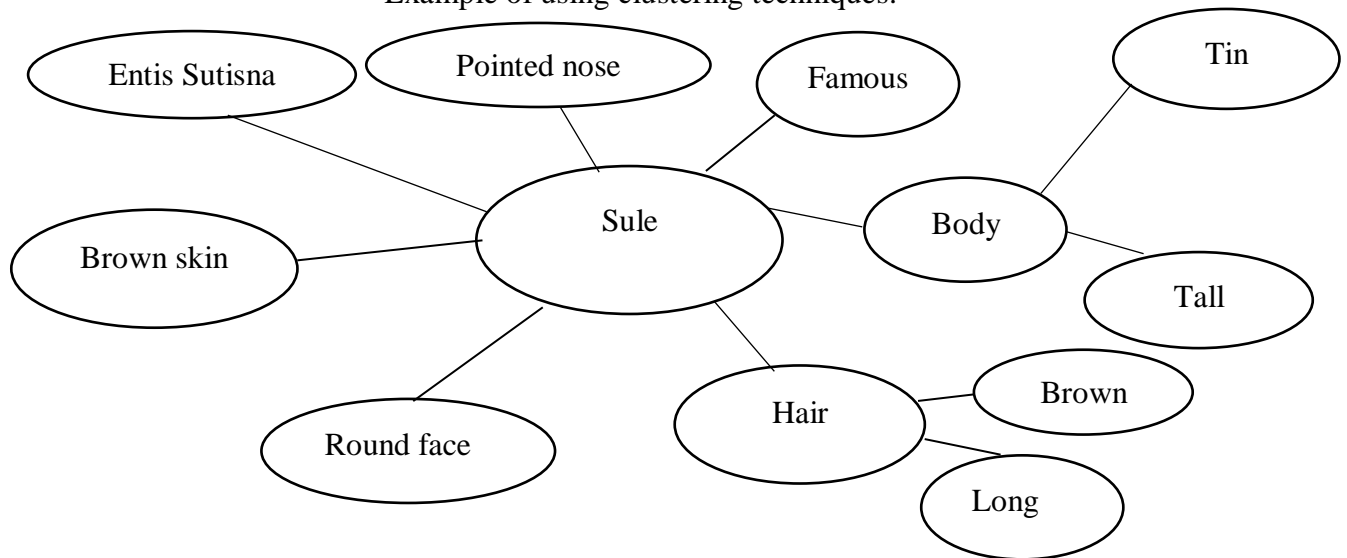 Example of using clustering techniques.
Entis Sutisna
Pointed nose
Famous
Tin
Sule
Body
Brown skin
Tall
Brown
Hair
Round face
Long